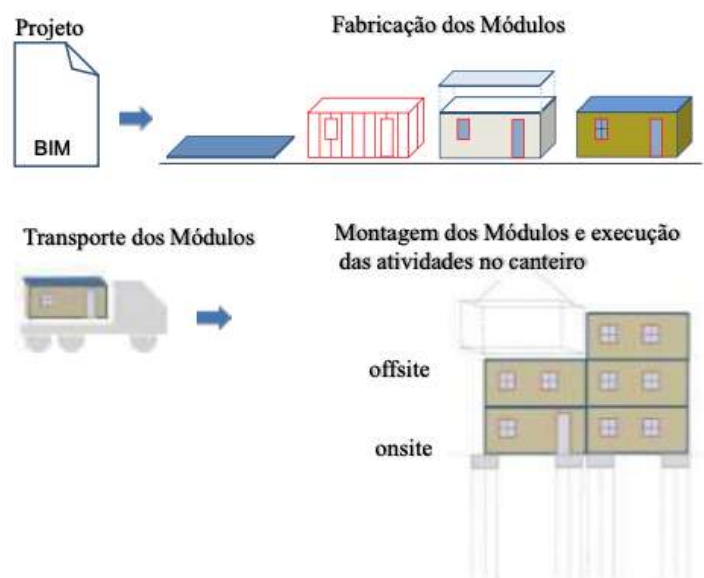 Projeto
Fabricação dos Módulos
BIM
Transporte dos Módulos
Montagem dos Módulos e execução
das atividades no canteiro
offsite
onsite